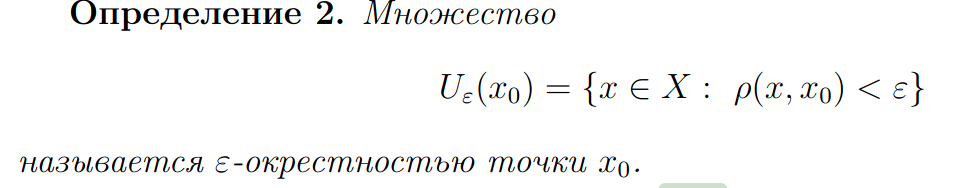 Определение 2. Множество
U_ε(x_0) = {x ∈ X : ρ(x, x_0) < ε}
называется ε-окрестностью точки x_0.